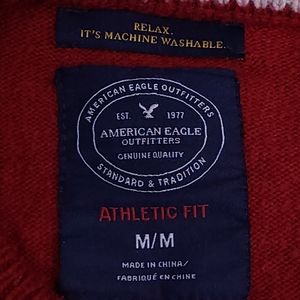 RELAX.
IT'S MACHINE WASHABLE.
AMERICAN EAGLE OUTFITTERS
EST. 1977
AMERICAN EAGLE
OUTFITTERS
GENUINE QUALITY
STANDARD & TRADITION
ATHLETIC FIT
M/M
MADE IN CHINA/
FABRIQUÉ EN CHINE